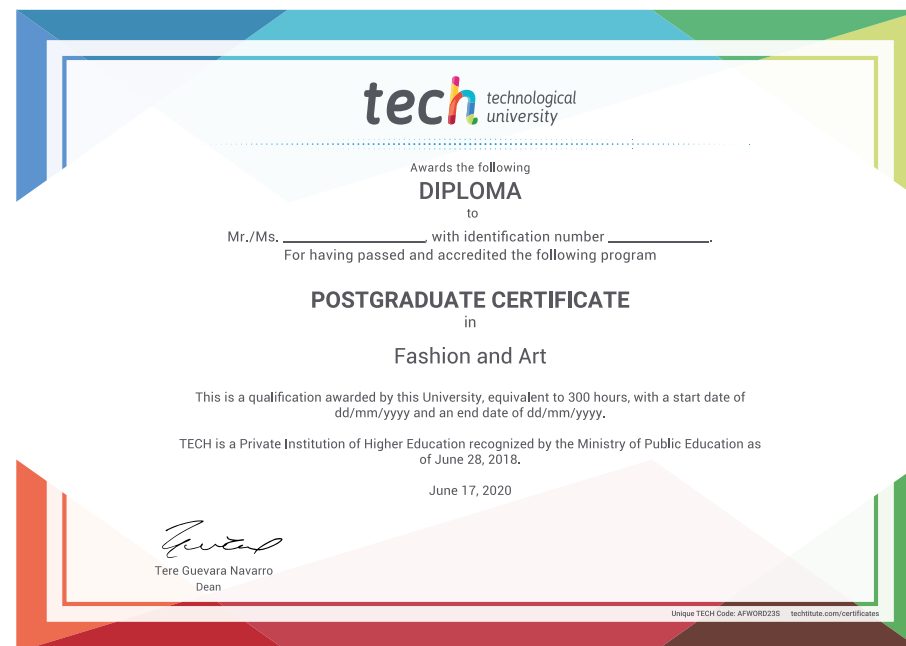 tech technological
university
Awards the following
DIPLOMA
to
Mr./Ms. ____________________, with identification number ______________.
For having passed and accredited the following program
POSTGRADUATE CERTIFICATE
in
Fashion and Art
This is a qualification awarded by this University, equivalent to 300 hours, with a start date of
dd/mm/yyyy and an end date of dd/mm/yyyy.
TECH is a Private Institution of Higher Education recognized by the Ministry of Public Education as
of June 28, 2018.
June 17, 2020
Tere Guevara Navarro
Dean
Unique TECH Code: AFWORD23S techtitute.com/certificates